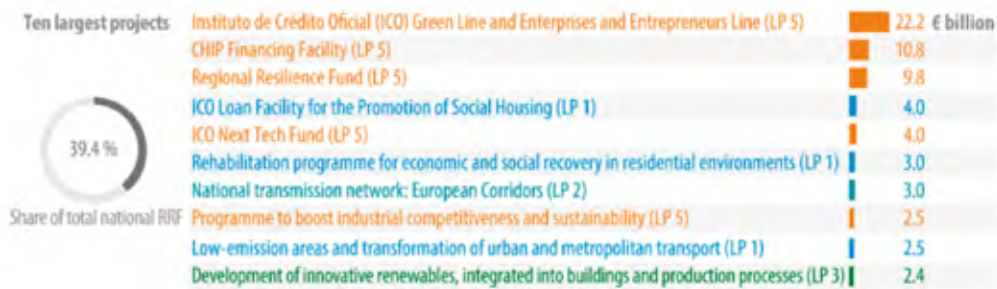 Ten largest projects
Instituto de Crédito Oficial (ICO) Green Line and Enterprises and Entrepreneurs Line (LP 5) 22.2 € billion
CHIP Financing Facility (LP 5) 10.8
Regional Resilience Fund (LP 5) 9.8
ICO Loan Facility for the Promotion of Social Housing (LP 1) 4.0
ICO Next Tech Fund (LP 5) 4.0
39.4 %
Rehabilitation programme for economic and social recovery in residential environments (LP 1) 3.0
National transmission network: European Corridors (LP 2) 3.0
Share of total national RRF
Programme to boost industrial competitiveness and sustainability (LP 5) 2.5
Low-emission areas and transformation of urban and metropolitan transport (LP 1) 2.5
Development of innovative renewables, integrated into buildings and production processes (LP 3) 2.4